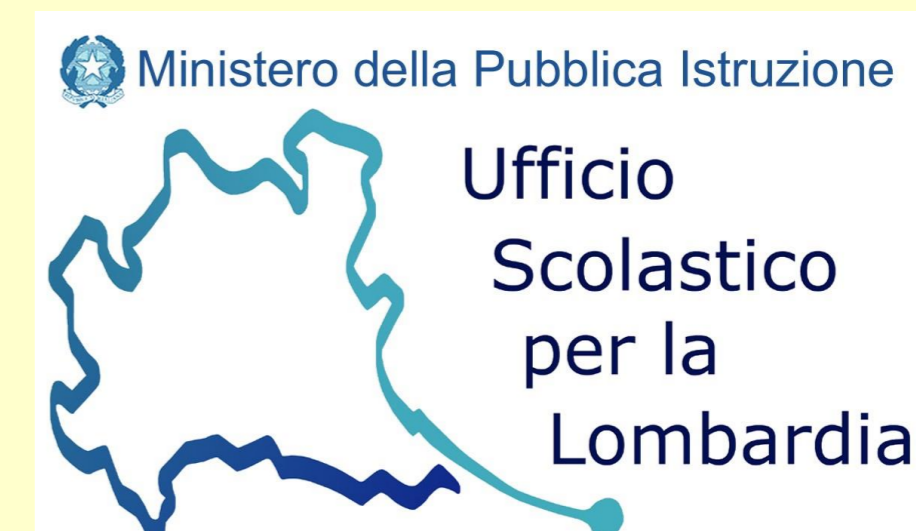 Ministero della Pubblica Istruzione
Ufficio
Scolastico
per la
Lombardia